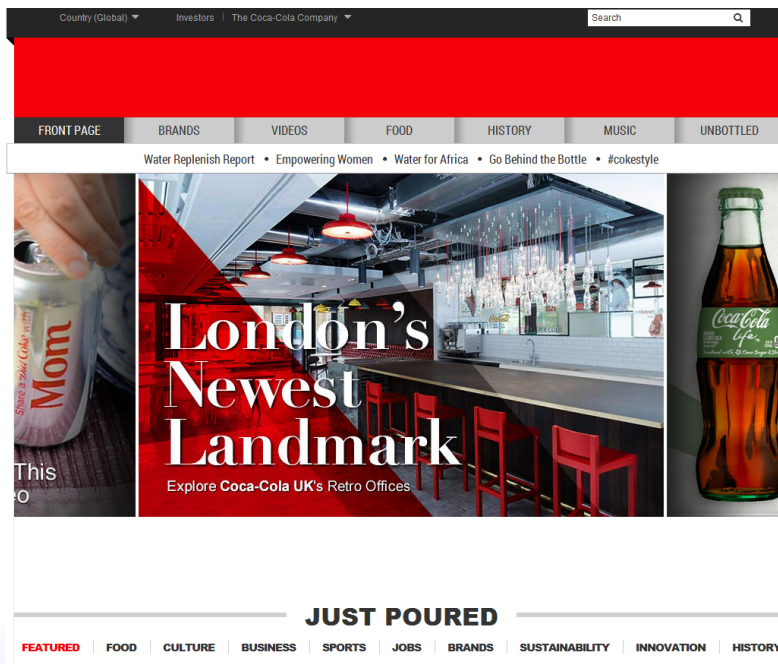 Country (Global)  Investors | The Coca-Cola Company  Search
FRONT PAGE  BRANDS  VIDEOS  FOOD  HISTORY  MUSIC  UNBOTTLED
Water Replenish Report • Empowering Women • Water for Africa • Go Behind the Bottle • #cokestyle
Share a Diet Coke with
Mom
This
eo
London's
Newest
Landmark
Explore Coca-Cola UK's Retro Offices
Coca-Cola
Life
JUST POURED
FEATURED | FOOD | CULTURE | BUSINESS | SPORTS | JOBS | BRANDS | SUSTAINABILITY | INNOVATION | HISTORY